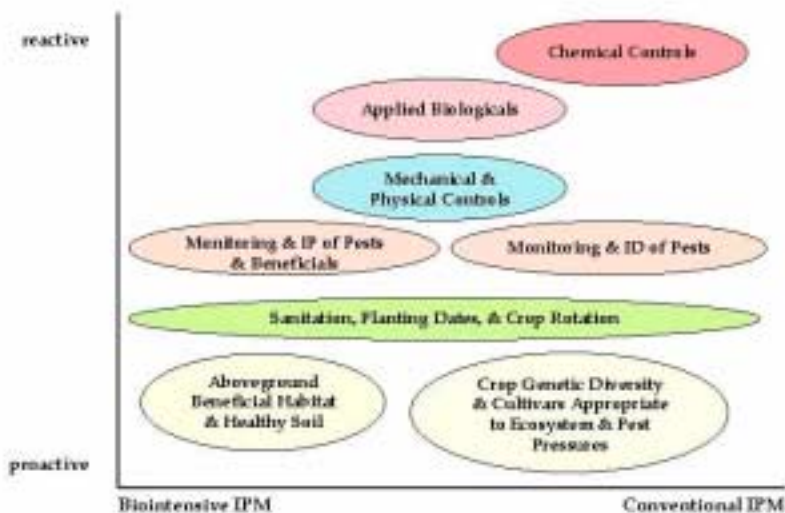 reactive
Chemical Controls
Applied Biologicals
Mechanical &
Physical Controls
Monitoring & IP of Pests
& Beneficials
Monitoring & ID of Pests
Sanitation, Planting Dates, & Crop Rotation
Aboveground
Beneficial Habitat
& Healthy Soil
Crop Genetic Diversity
& Cultivars Appropriate
to Ecosystem & Pest
Pressures
proactive
Biointensive IPM
Conventional IPM